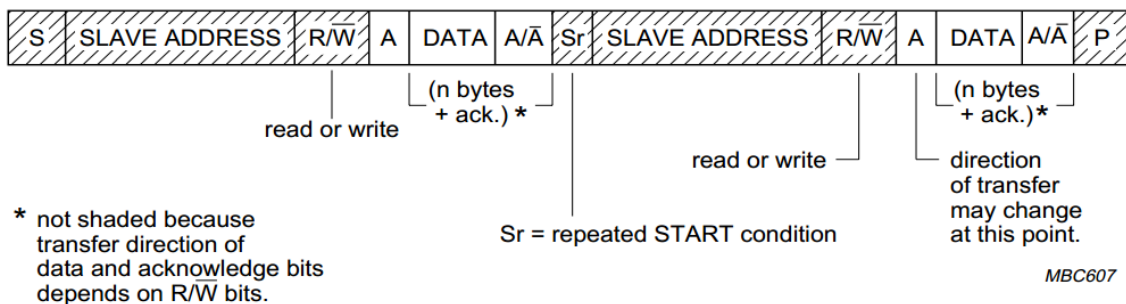 S SLAVE ADDRESS R/W̅ A DATA A/A̅ Sr SLAVE ADDRESS R/W̅ A DATA A/A̅ P
(n bytes
+ ack.) *
(n bytes
+ ack.) *
read or write
read or write
direction
of transfer
may change
at this point.
* not shaded because
transfer direction of
data and acknowledge bits
depends on R/W̅ bits.
Sr = repeated START condition
MBC607